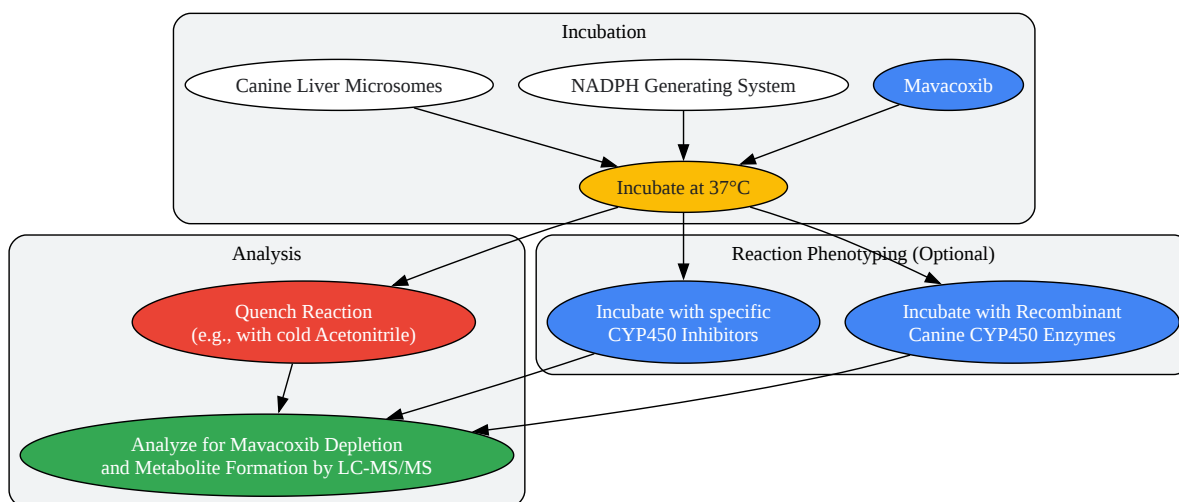 Incubation
Canine Liver Microsomes
NADPH Generating System
Mavacoxib
Incubate at 37°C
Analysis
Reaction Phenotyping (Optional)
Quench Reaction
(e.g., with cold Acetonitrile)
Incubate with specific
CYP450 Inhibitors
Incubate with Recombinant
Canine CYP450 Enzymes
Analyze for Mavacoxib Depletion
and Metabolite Formation by LC-MS/MS